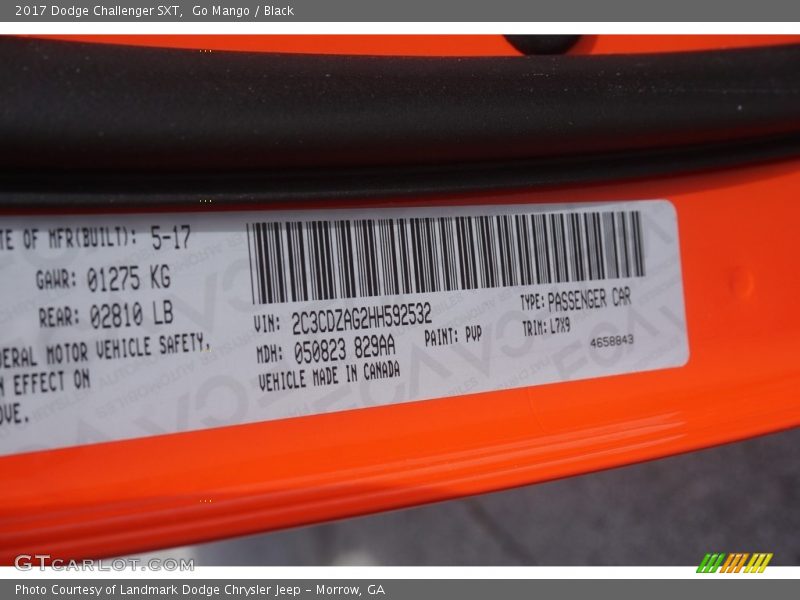 2017 Dodge Challenger SXT, Go Mango / Black
TE OF MFR(BUILT): 5-17
GAWR: 01275 KG
REAR: 02810 LB
DERAL MOTOR VEHICLE SAFETY,
N EFFECT ON
OVE.
VIN: 2C3CDZAG2HH592532
TYPE: PASSENGER CAR
MDH: 050823 829AA
PAINT: PVP
TRIM: L7X9
VEHICLE MADE IN CANADA
4658843
GTCARLOT.COM
Photo Courtesy of Landmark Dodge Chrysler Jeep – Morrow, GA